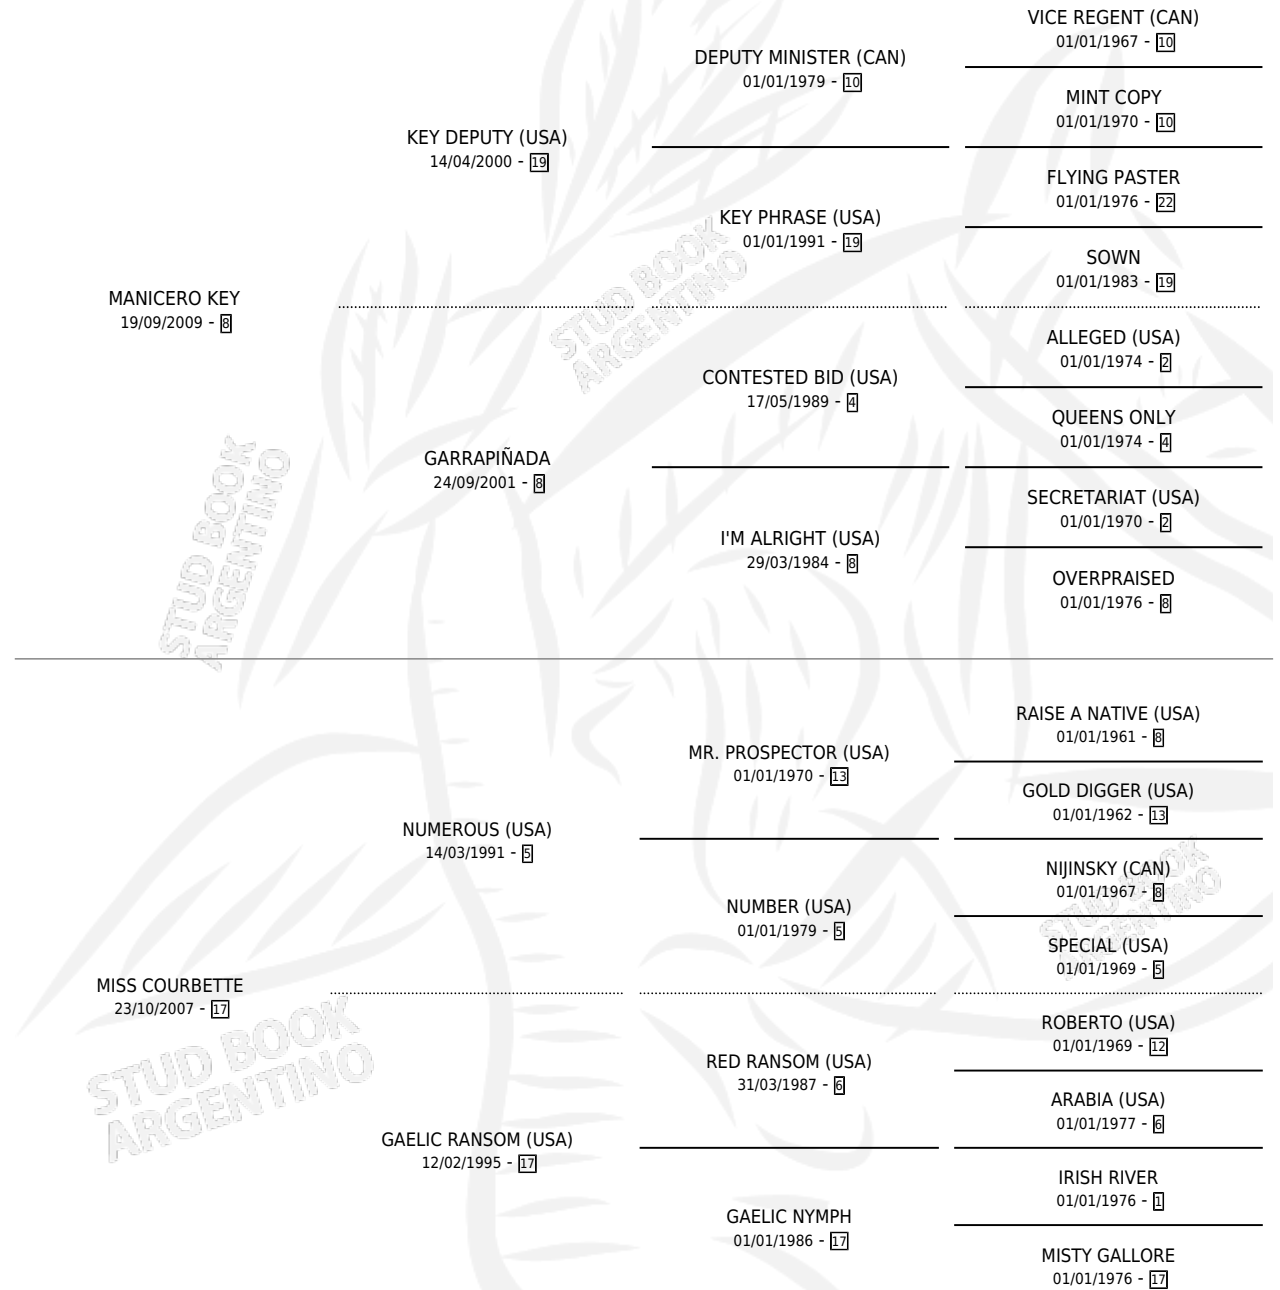 VICE REGENT (CAN)
01/01/1967 - 10
DEPUTY MINISTER (CAN)
01/01/1979 - 10
MINT COPY
01/01/1970 - 10
KEY DEPUTY (USA)
14/04/2000 - 19
FLYING PASTER
01/01/1976 - 22
KEY PHRASE (USA)
01/01/1991 - 19
SOWN
01/01/1983 - 19
MANICERO KEY
19/09/2009 - 8
ALLEGED (USA)
01/01/1974 - 2
CONTESTED BID (USA)
17/05/1989 - 4
QUEENS ONLY
01/01/1974 - 4
GARRAPIÑADA
24/09/2001 - 8
SECRETARIAT (USA)
01/01/1970 - 2
I'M ALRIGHT (USA)
29/03/1984 - 8
OVERPRAISED
01/01/1976 - 8
RAISE A NATIVE (USA)
01/01/1961 - 8
MR. PROSPECTOR (USA)
01/01/1970 - 13
GOLD DIGGER (USA)
01/01/1962 - 13
NUMEROUS (USA)
14/03/1991 - 5
NIJINSKY (CAN)
01/01/1967 - 8
NUMBER (USA)
01/01/1979 - 5
SPECIAL (USA)
01/01/1969 - 5
MISS COURBETTE
23/10/2007 - 17
ROBERTO (USA)
01/01/1969 - 12
RED RANSOM (USA)
31/03/1987 - 6
ARABIA (USA)
01/01/1977 - 6
GAELIC RANSOM (USA)
12/02/1995 - 17
IRISH RIVER
01/01/1976 - 1
GAELIC NYMPH
01/01/1986 - 17
MISTY GALLORE
01/01/1976 - 17
STUD BOOK
ARGENTINO
STUD BOOK
ARGENTINO
STUD BOOK
ARGENTINO
STUD BOOK
ARGENTINO